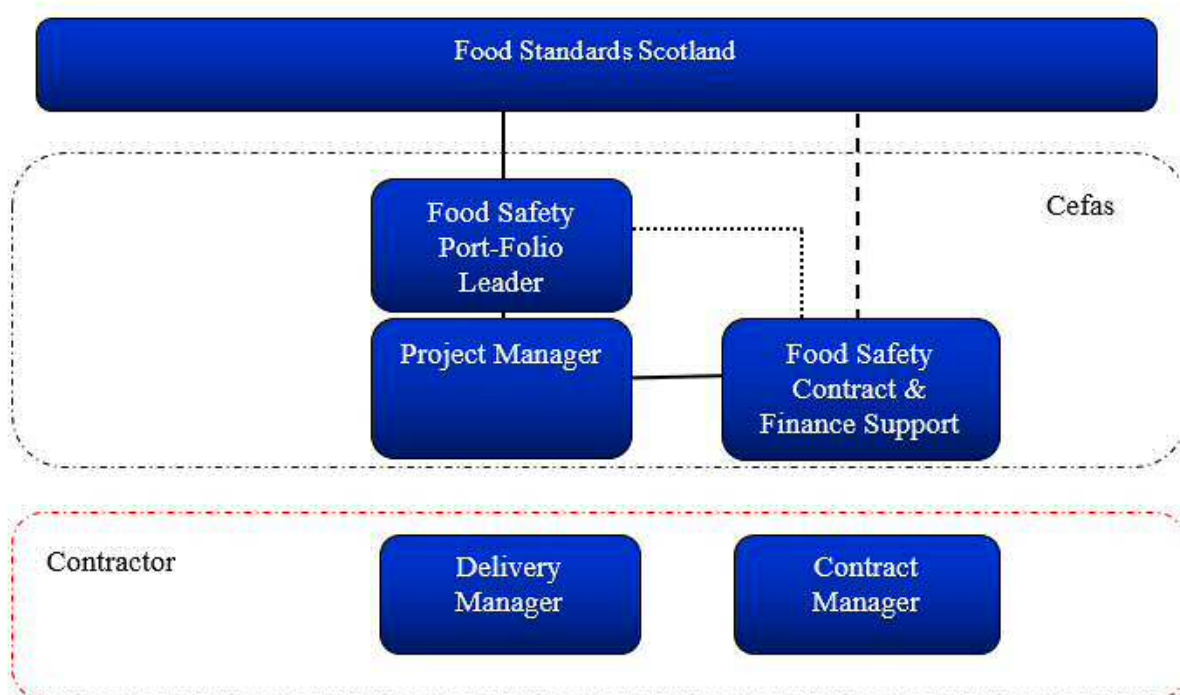 Food Standards Scotland
Cefas
Food Safety
Port-Folio
Leader
Project Manager
Food Safety
Contract &
Finance Support
Contractor
Delivery
Manager
Contract
Manager